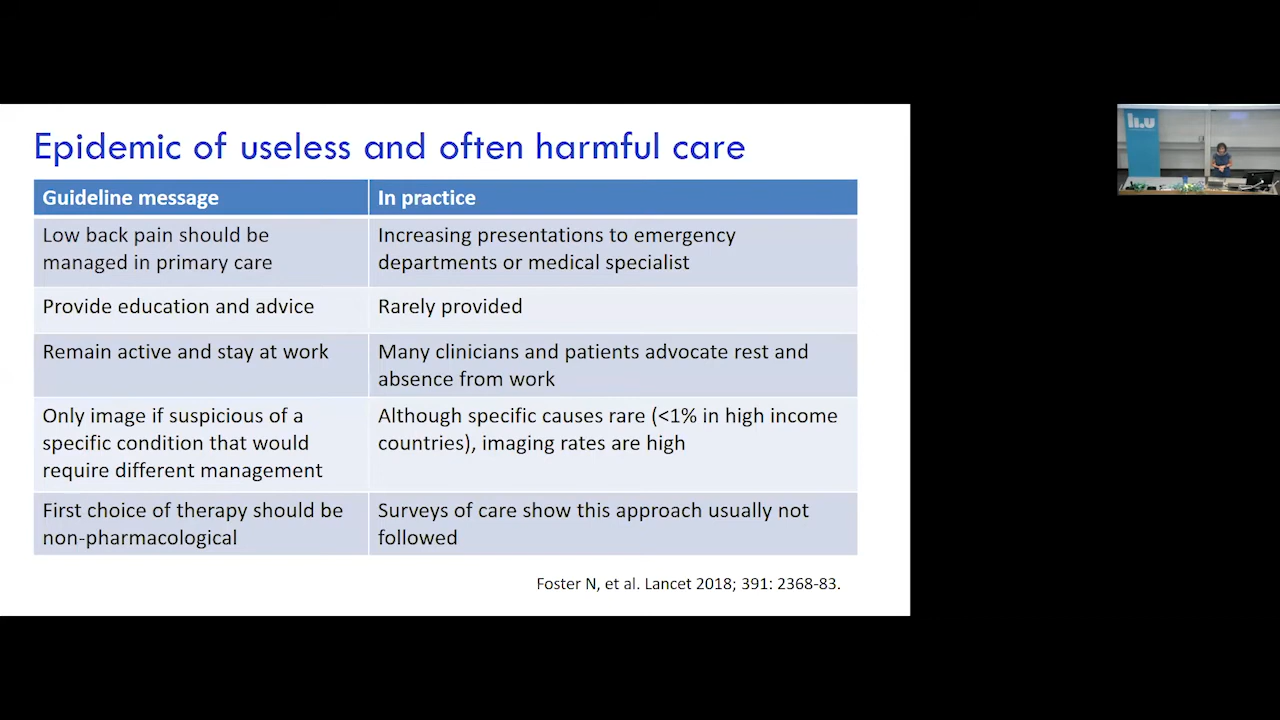 Epidemic of useless and often harmful care
Guideline message
In practice
Low back pain should be
managed in primary care
Increasing presentations to emergency
departments or medical specialist
Provide education and advice
Rarely provided
Remain active and stay at work
Many clinicians and patients advocate rest and
absence from work
Only image if suspicious of a
specific condition that would
require different management
Although specific causes rare (<1% in high income
countries), imaging rates are high
First choice of therapy should be
non-pharmacological
Surveys of care show this approach usually not
followed
Foster N, et al. Lancet 2018; 391: 2368-83.